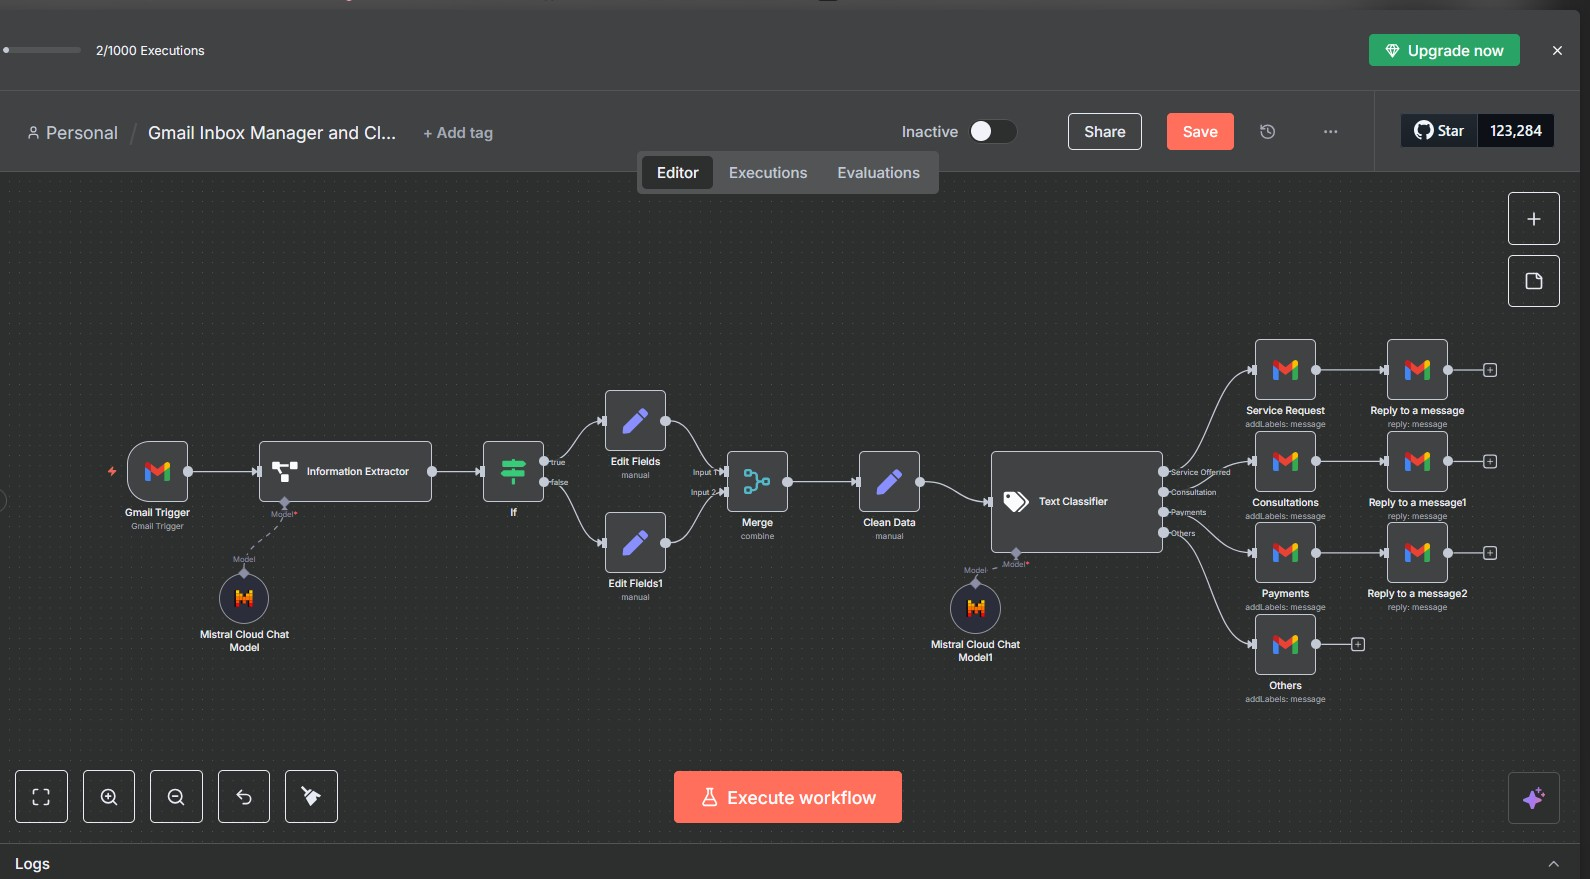 2/1000 Executions
Upgrade now
Personal / Gmail Inbox Manager and Cl...
+ Add tag
Inactive
Share
Save
Star
123,284
Editor
Executions
Evaluations
Gmail Trigger
Gmail Trigger
Information Extractor
Model*
Model
Mistral Cloud Chat
Model
If
true
false
Edit Fields
manual
Edit Fields1
manual
Input 1
Input 2
Merge
combine
Clean Data
manual
Text Classifier
Model*
Model
Mistral Cloud Chat
Model1
Service Offerred
Consultation
Payments
Others
Service Request
addLabels: message
Reply to a message
reply: message
Consultations
addLabels: message
Reply to a message1
reply: message
Payments
addLabels: message
Reply to a message2
reply: message
Others
addLabels: message
Execute workflow
Logs